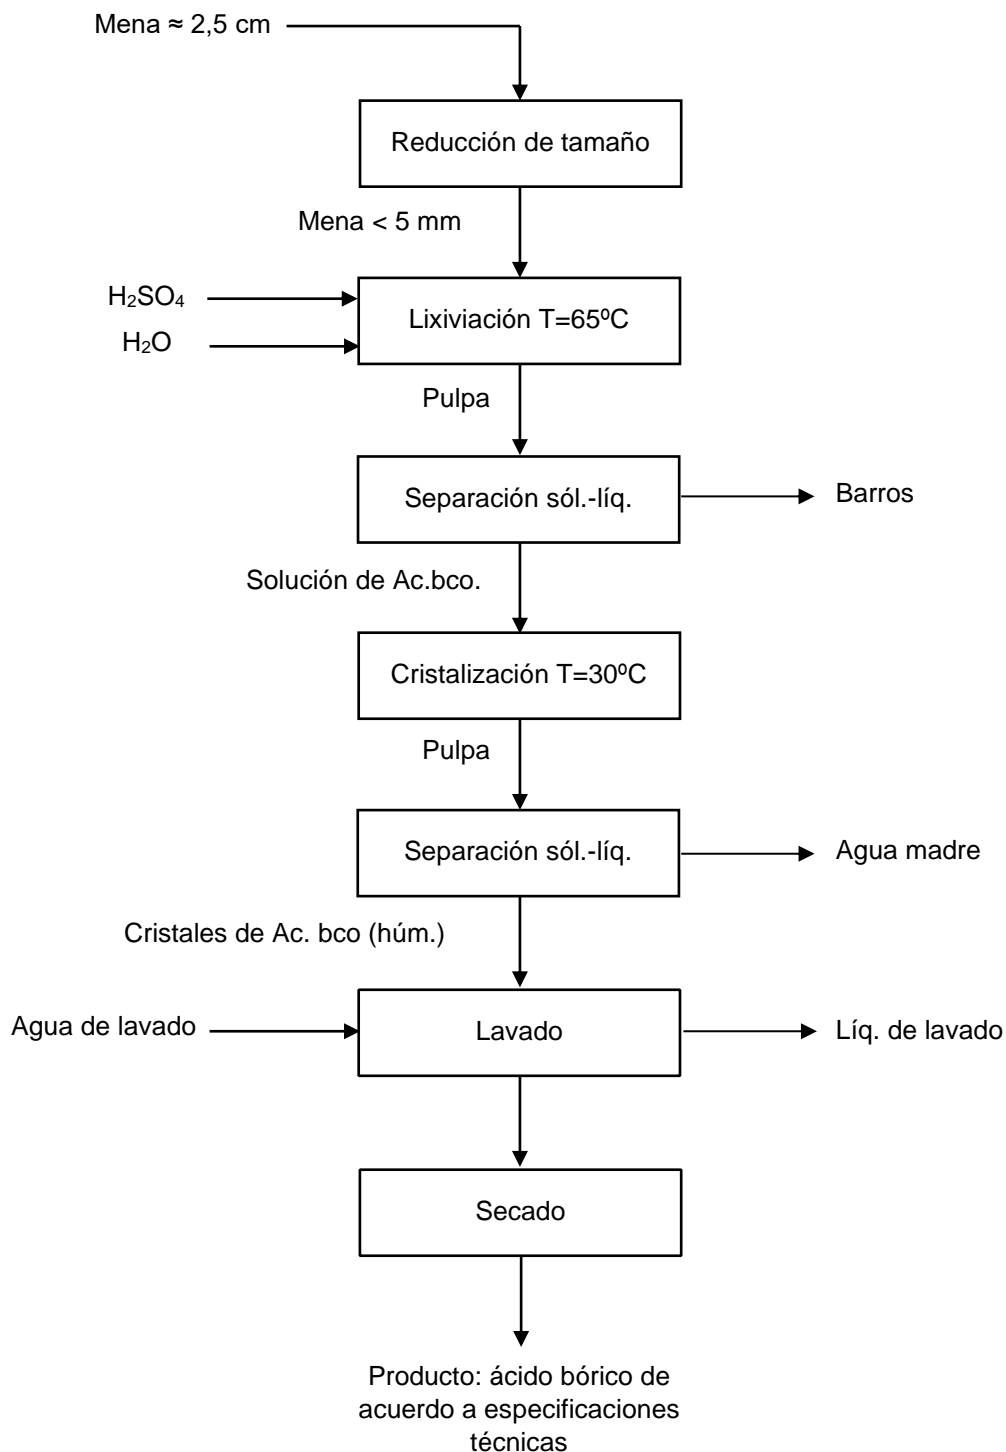 Mena ≈ 2,5 cm
Reducción de tamaño
Mena < 5 mm
H₂SO₄
Lixiviación T=65ºC
H₂O
Pulpa
Separación sól.-líq.
Barros
Solución de Ac.bco.
Cristalización T=30ºC
Pulpa
Separación sól.-líq.
Agua madre
Cristales de Ac. bco (húm.)
Agua de lavado
Lavado
Líq. de lavado
Secado
Producto: ácido bórico de
acuerdo a especificaciones
técnicas